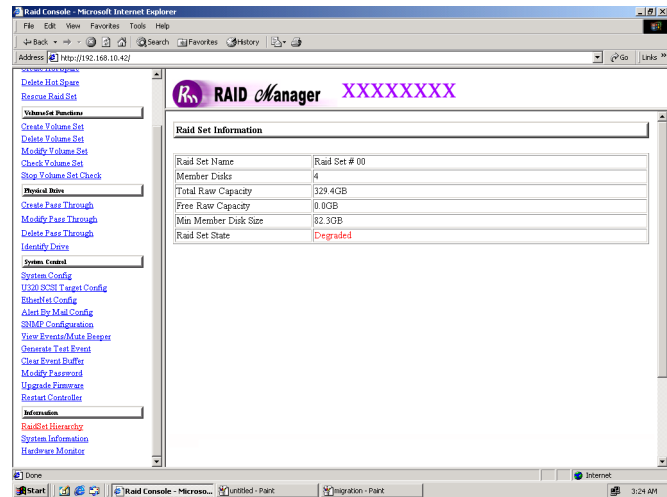 Raid Console - Microsoft Internet Explorer
File Edit View Favorites Tools Help
Back Search Favorites History
Address http://192.168.10.42/ Go Links »
Create Hot Spare
Delete Hot Spare
Rescue Raid Set
VolumeSet Functions
Create Volume Set
Delete Volume Set
Modify Volume Set
Check Volume Set
Stop Volume Set Check
Physical Drive
Create Pass Through
Modify Pass Through
Delete Pass Through
Identify Drive
System Control
System Config
U320 SCSI Target Config
EtherNet Config
Alert By Mail Config
SNMP Configuration
View Events/Mute Beeper
Generate Test Event
Clear Event Buffer
Modify Password
Upgrade Firmware
Restart Controller
Information
RaidSet Hierarchy
System Information
Hardware Monitor
Rm RAID Manager XXXXXXXX
Raid Set Information
Raid Set Name Raid Set # 00
Member Disks 4
Total Raw Capacity 329.4GB
Free Raw Capacity 0.0GB
Min Member Disk Size 82.3GB
Raid Set State Degraded
Done Internet
Start Raid Console - Microso... untitled - Paint migration - Paint 3:24 AM